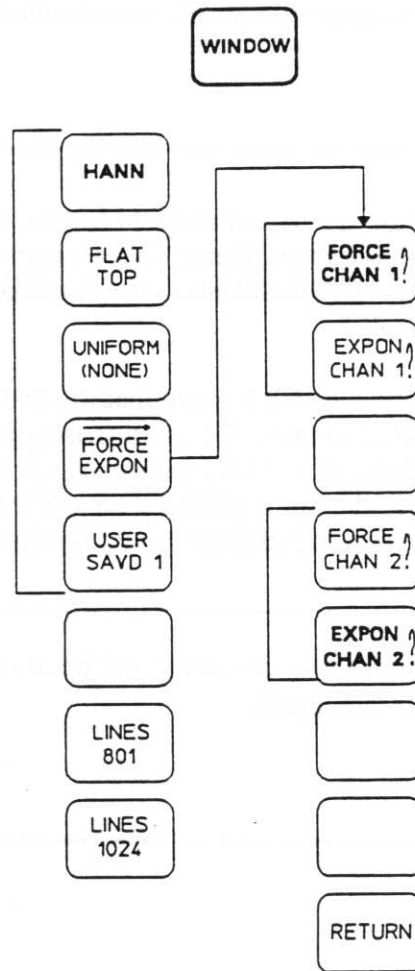 WINDOW
HANN
FLAT
TOP
UNIFORM
(NONE)
FORCE
EXPON
USER
SAVD 1
LINES
801
LINES
1024
FORCE
CHAN 1?
EXPON
CHAN 1?
FORCE
CHAN 2?
EXPON
CHAN 2?
RETURN